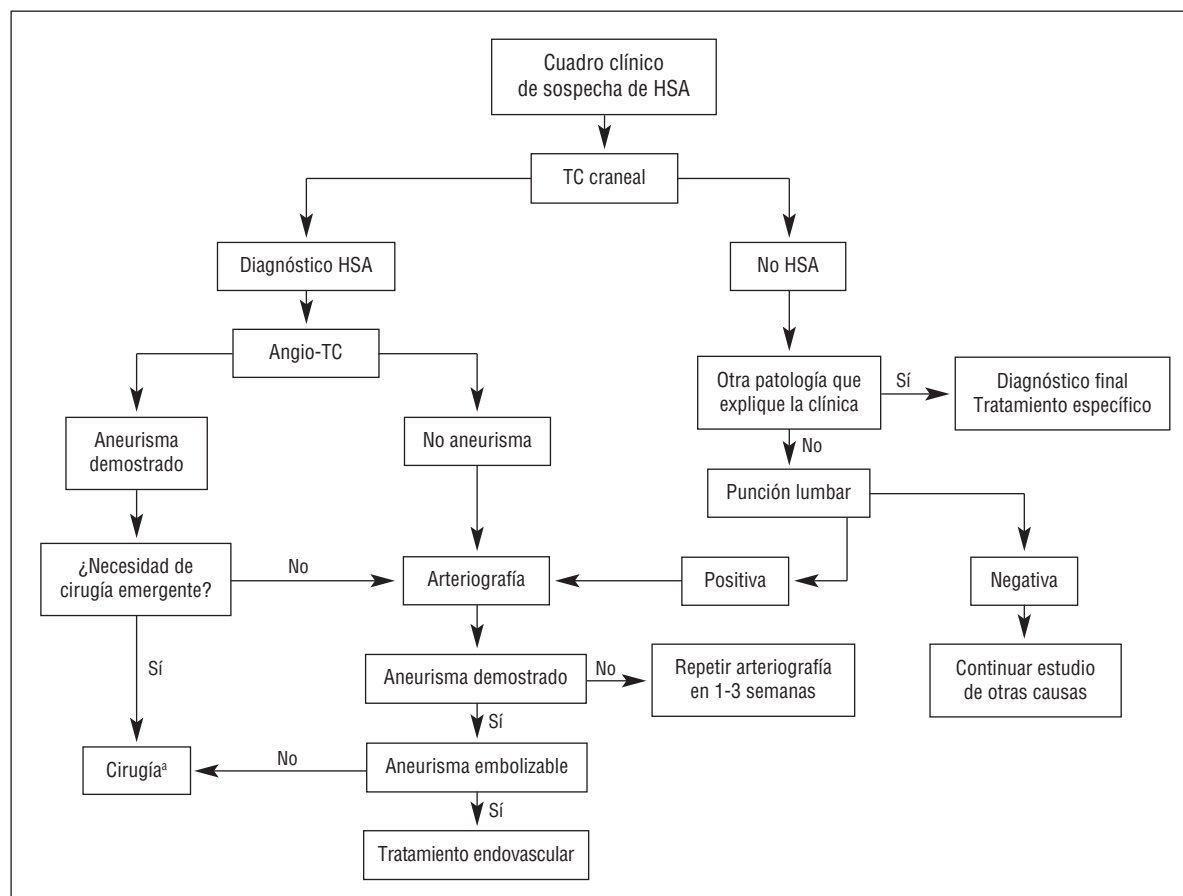 Cuadro clínico
de sospecha de HSA
TC craneal
Diagnóstico HSA
No HSA
Angio-TC
Otra patología que
explique la clínica
Sí
Diagnóstico final
Tratamiento específico
Aneurisma
demostrado
No aneurisma
No
Punción lumbar
¿Necesidad de
cirugía emergente?
No
Arteriografía
Positiva
Negativa
Sí
Aneurisma demostrado
No
Repetir arteriografía
en 1-3 semanas
Continuar estudio
de otras causas
Sí
Cirugíaª
No
Aneurisma embolizable
Sí
Tratamiento endovascular